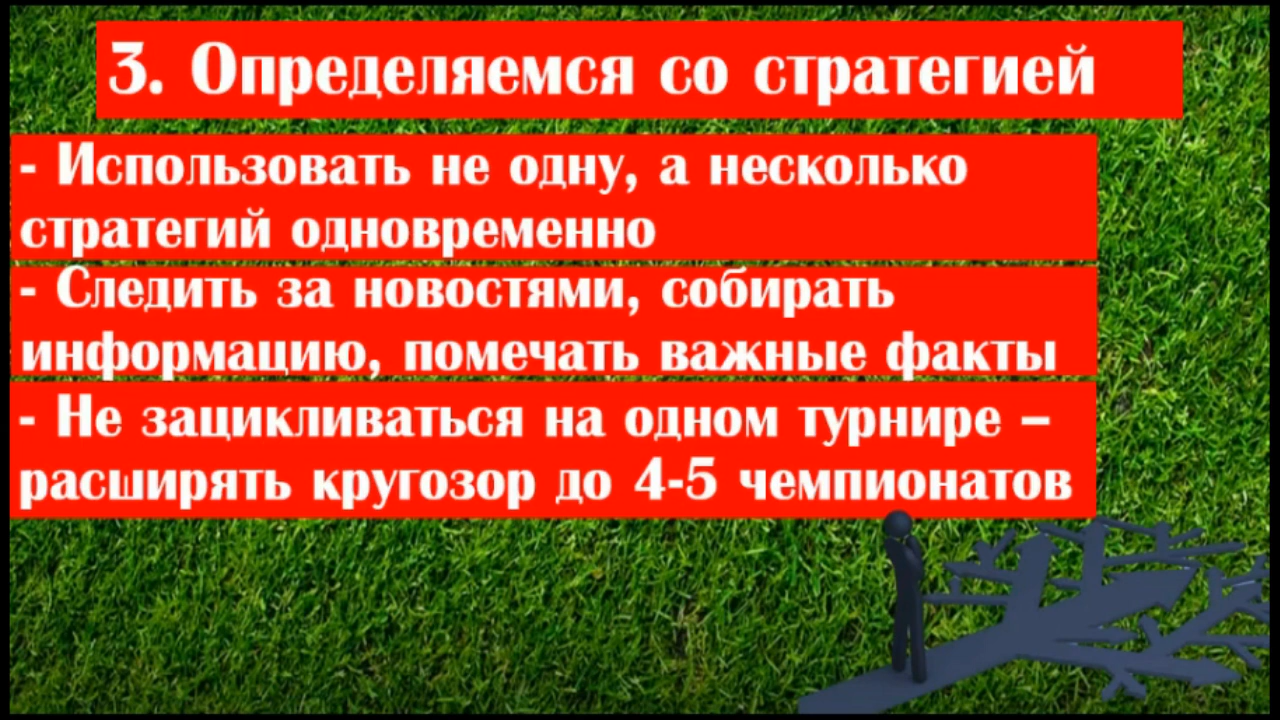 3. Определяемся со стратегией
- Использовать не одну, а несколько
стратегий одновременно
- Следить за новостями, собирать
информацию, помечать важные факты
- Не зацикливаться на одном турнире –
расширять кругозор до 4-5 чемпионатов